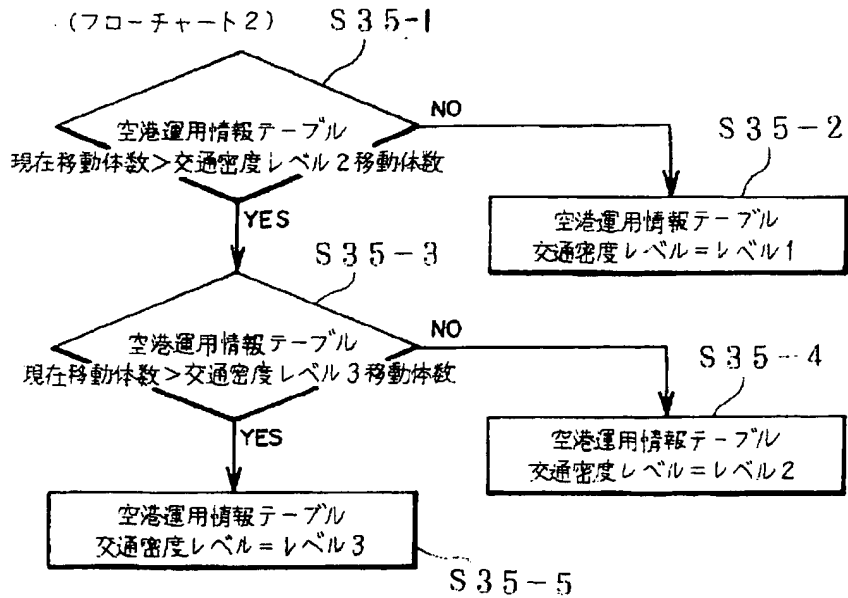 (フローチャート2)
S35-1
空港運用情報テーブル
現在移動体数>交通密度レベル2移動体数
NO
S35-2
空港運用情報テーブル
交通密度レベル=レベル1
YES
S35-3
空港運用情報テーブル
現在移動体数>交通密度レベル3移動体数
NO
S35-4
空港運用情報テーブル
交通密度レベル=レベル2
YES
空港運用情報テーブル
交通密度レベル=レベル3
S35-5